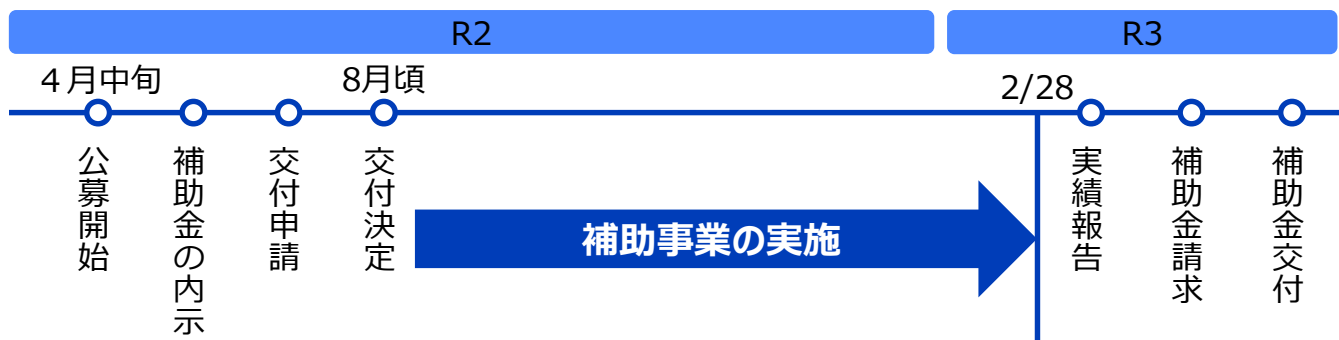 R2
R3
４月中旬
8月頃
2/28
公募開始
補助金の内示
交付申請
交付決定
補助事業の実施
実績報告
補助金請求
補助金交付